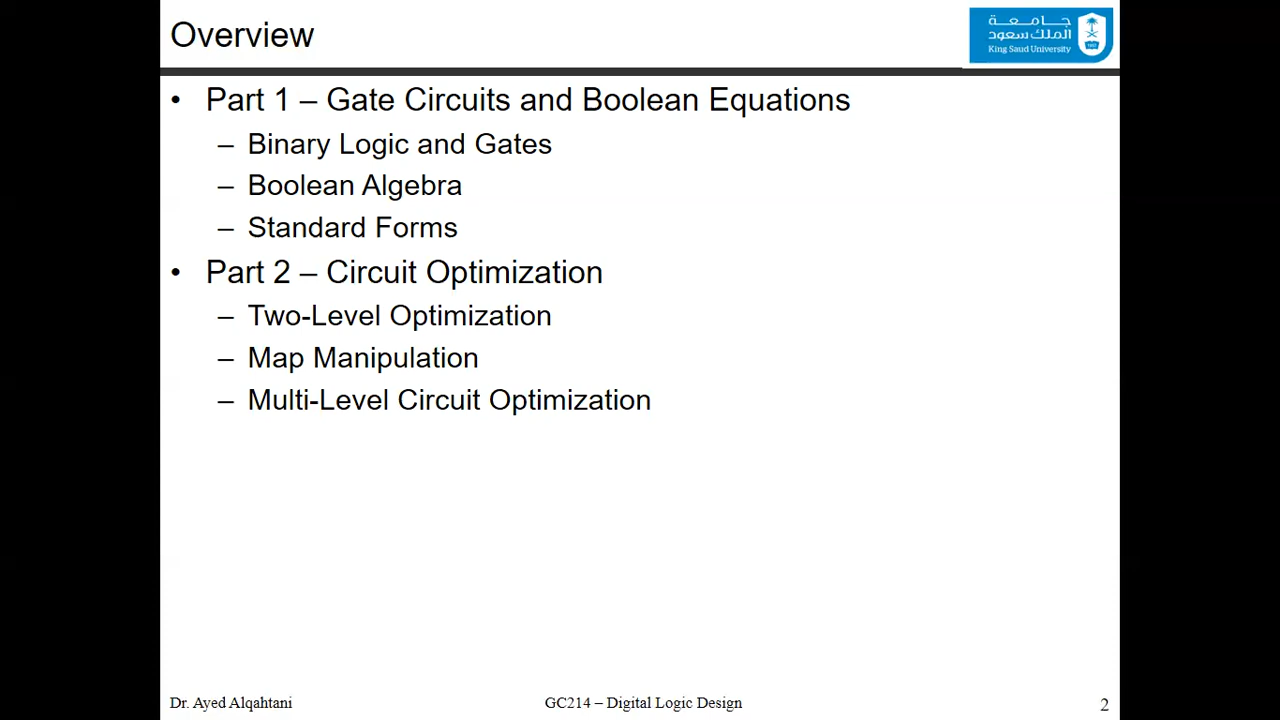 Overview
جامعة
الملك سعود
King Saud University
• Part 1 – Gate Circuits and Boolean Equations
– Binary Logic and Gates
– Boolean Algebra
– Standard Forms
• Part 2 – Circuit Optimization
– Two-Level Optimization
– Map Manipulation
– Multi-Level Circuit Optimization
Dr. Ayed Alqahtani GC214 – Digital Logic Design 2